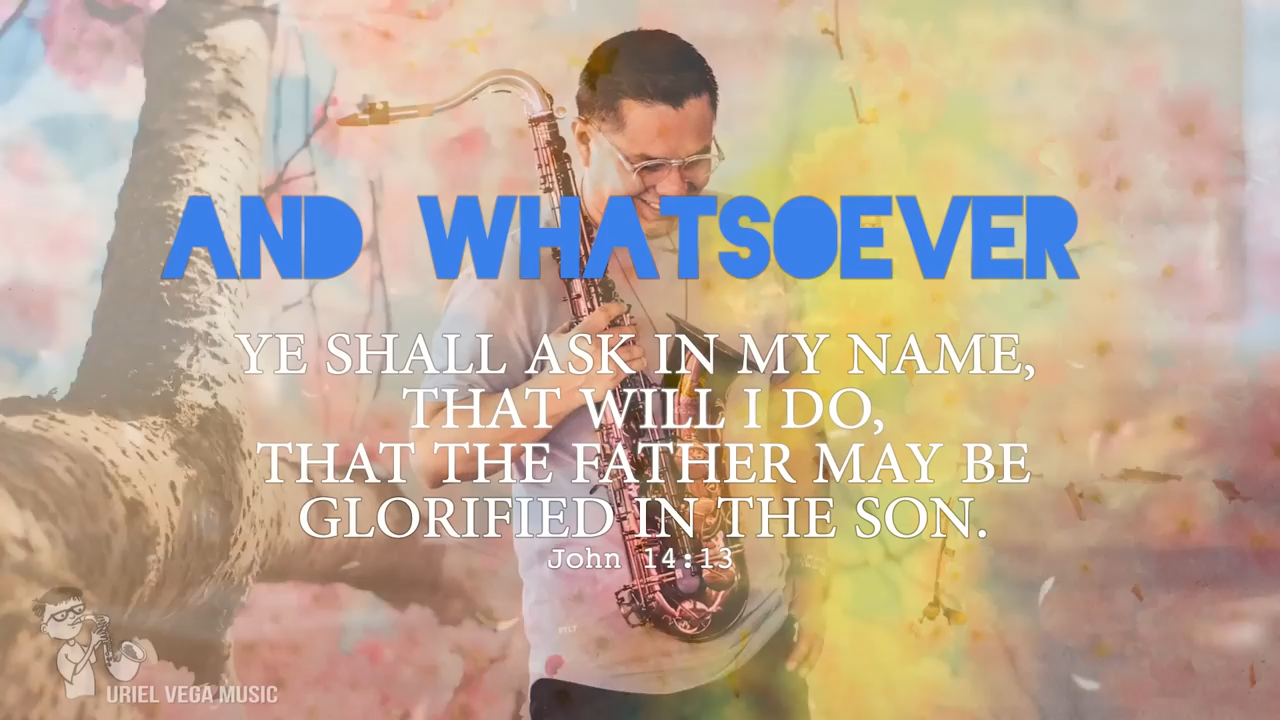 AND WHATSOEVER
YE SHALL ASK IN MY NAME,
THAT WILL I DO,
THAT THE FATHER MAY BE
GLORIFIED IN THE SON.
John 14:13
PTLT
URIEL VEGA MUSIC